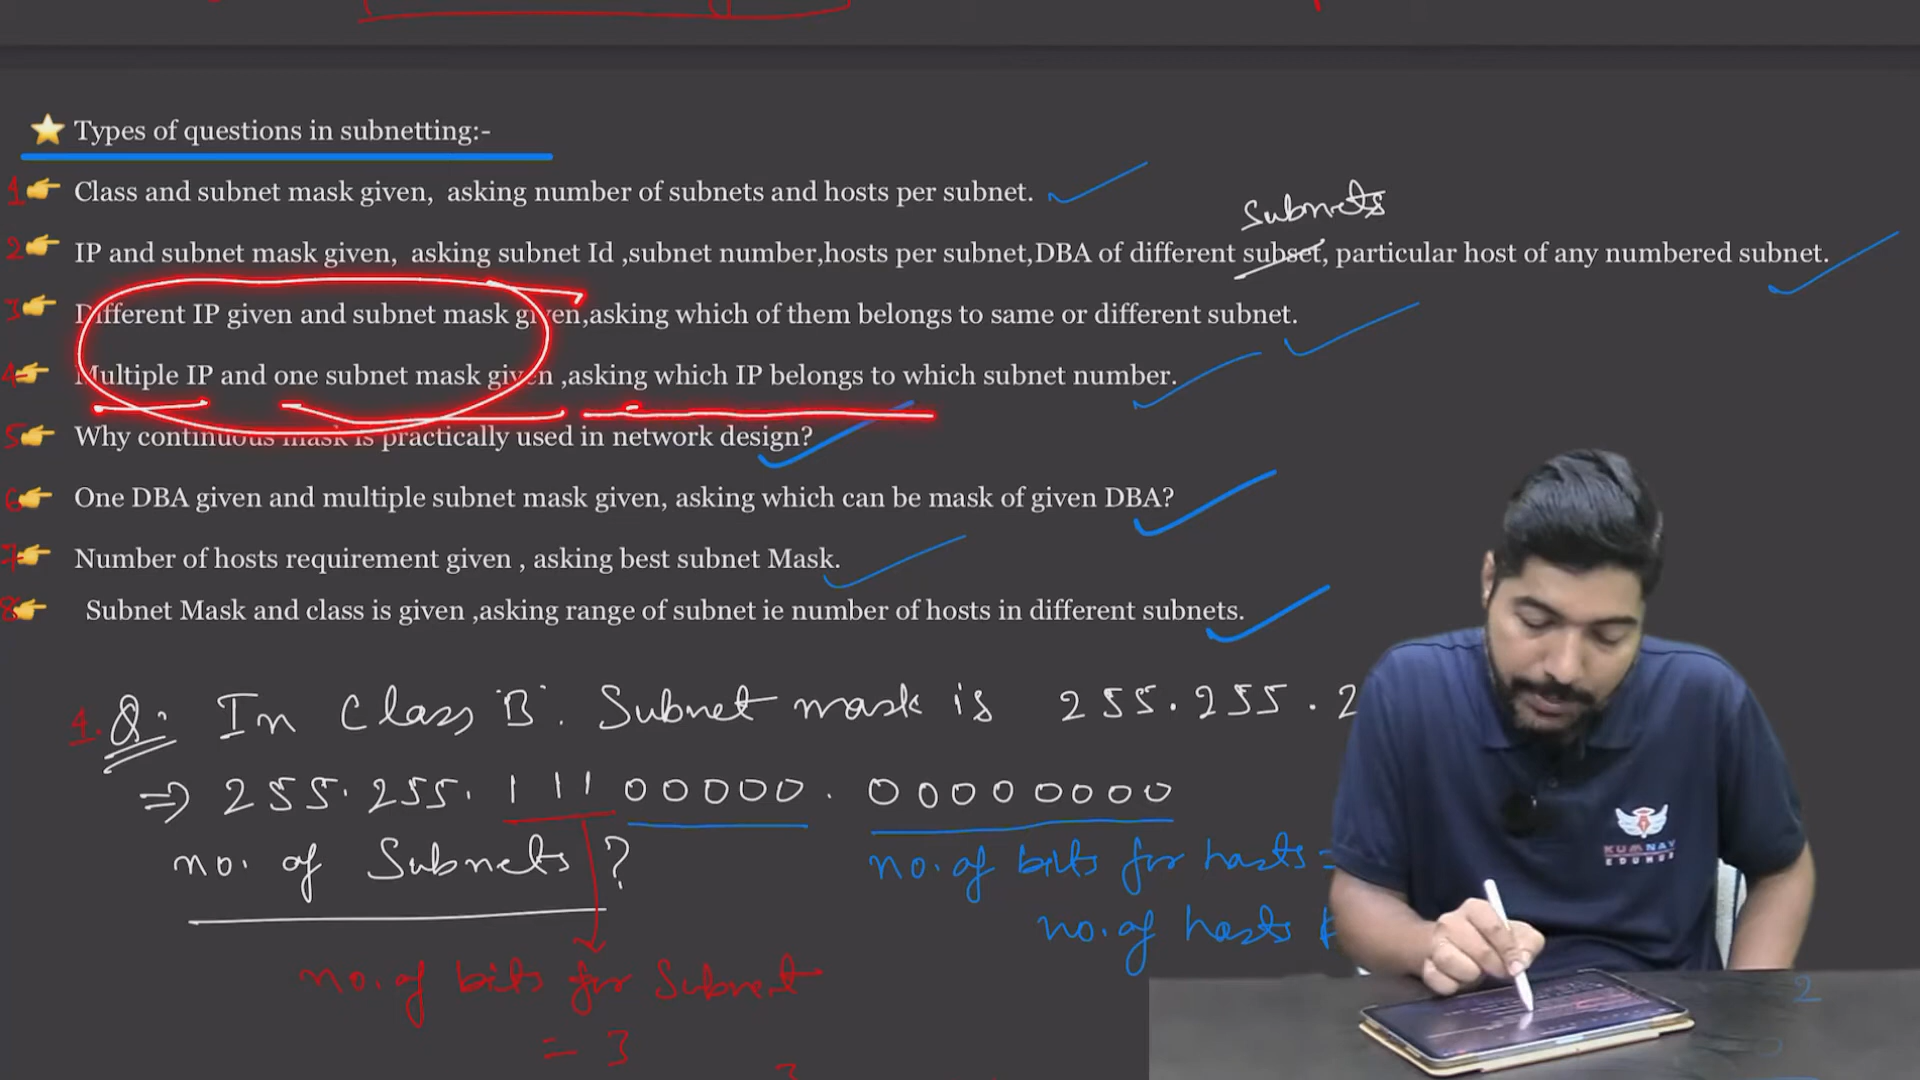 ⭐ Types of questions in subnetting:-
1 👉 Class and subnet mask given, asking number of subnets and hosts per subnet.
Subnets
2 👉 IP and subnet mask given, asking subnet Id ,subnet number,hosts per subnet,DBA of different subset, particular host of any numbered subnet.
3 👉 Different IP given and subnet mask given,asking which of them belongs to same or different subnet.
4 👉 Multiple IP and one subnet mask given ,asking which IP belongs to which subnet number.
5 👉 Why continuous mask is practically used in network design?
6 👉 One DBA given and multiple subnet mask given, asking which can be mask of given DBA?
7 👉 Number of hosts requirement given , asking best subnet Mask.
8 👉 Subnet Mask and class is given ,asking range of subnet ie number of hosts in different subnets.
1. Q: In Class 'B'. Subnet mask is 255.255.2
⇒ 255.255.11100000.00000000
no. of Subnets ?
no. of bits for hosts =
no. of hosts
no. of bits for Subnet
= 3
3
2
KUMNAY
EDUHUB